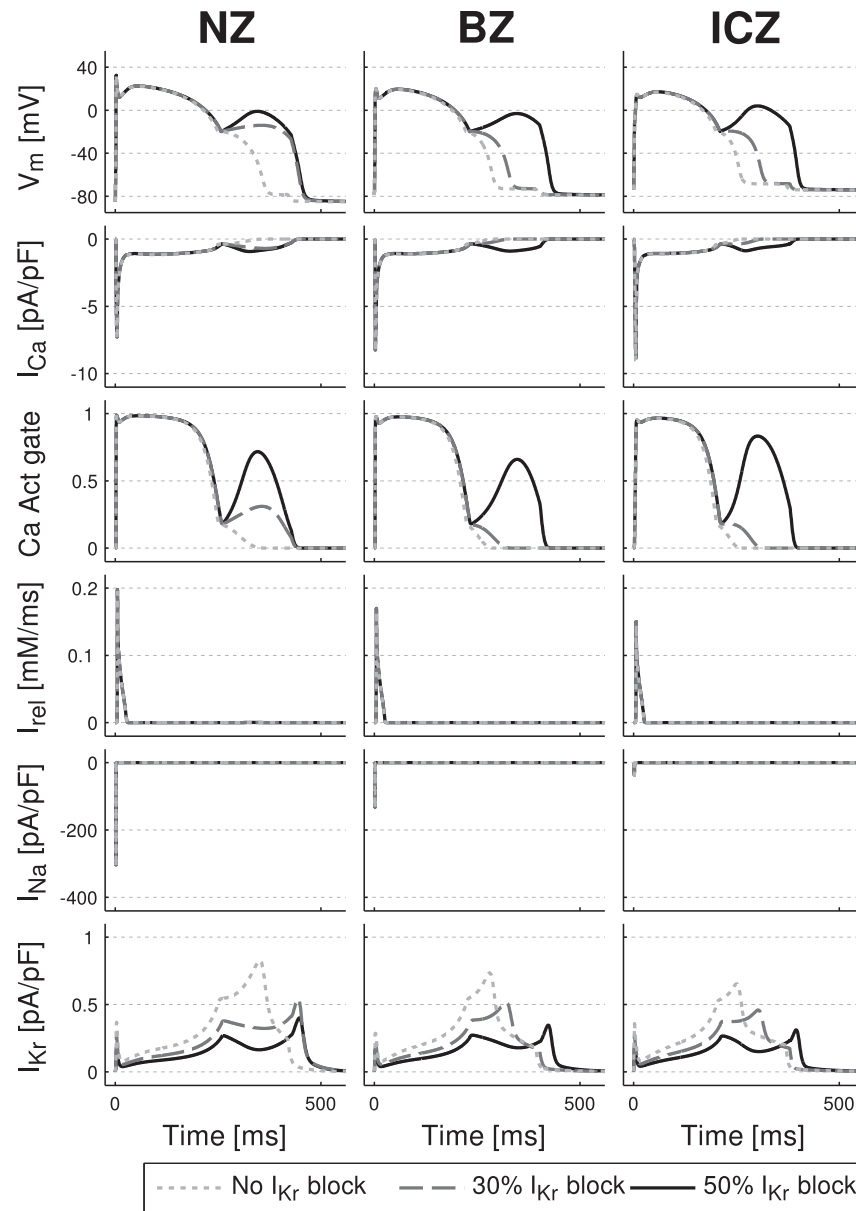 NZ BZ ICZ
40
0
-40
-80
Vm [mV]
0
-5
-10
ICa [pA/pF]
1
0.5
0
Ca Act gate
0.2
0.1
0
Irel [mM/ms]
0
-200
-400
INa [pA/pF]
1
0.5
0
IKr [pA/pF]
0 500 0 500 0 500
Time [ms] Time [ms] Time [ms]
No IKr block 30% IKr block 50% IKr block